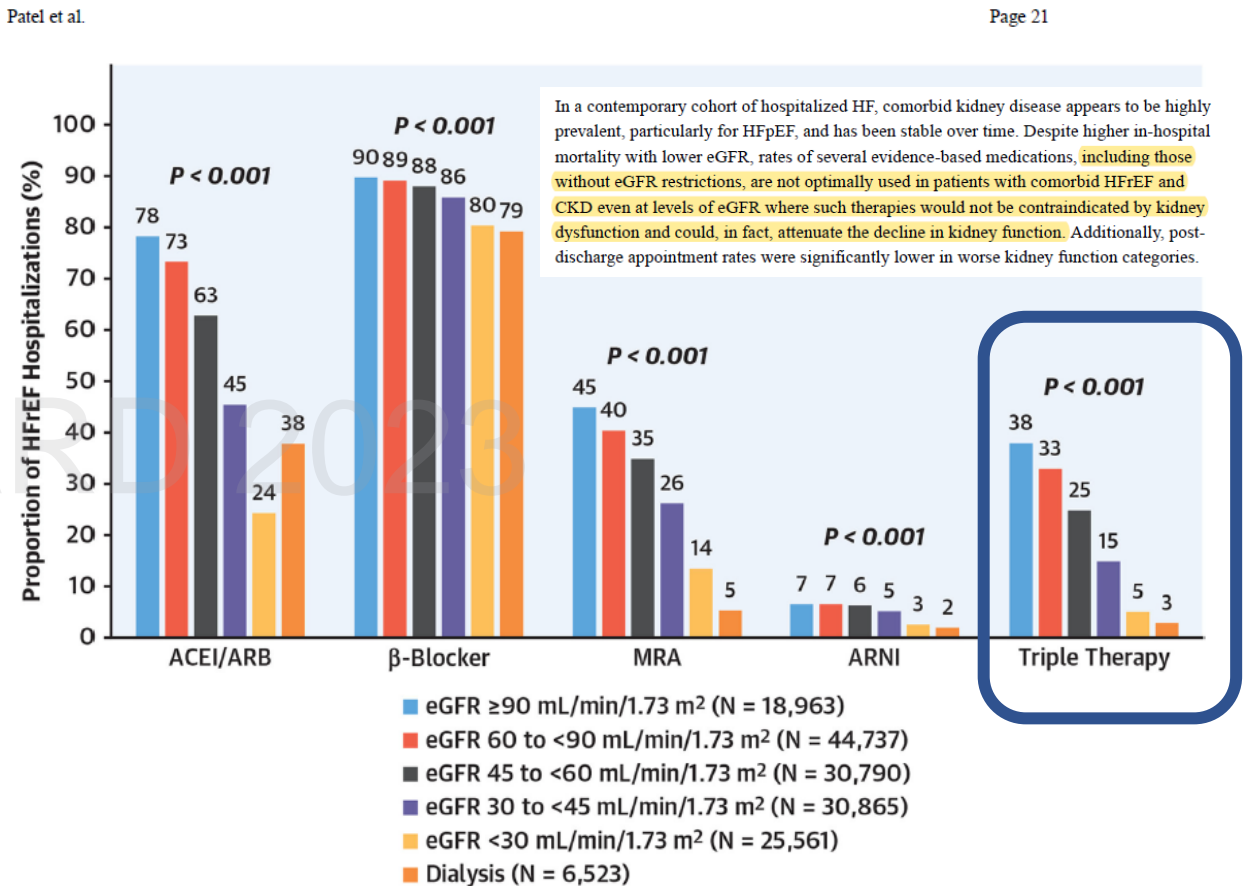 Patel et al.
Page 21
In a contemporary cohort of hospitalized HF, comorbid kidney disease appears to be highly
prevalent, particularly for HFpEF, and has been stable over time. Despite higher in-hospital
mortality with lower eGFR, rates of several evidence-based medications, including those
without eGFR restrictions, are not optimally used in patients with comorbid HFrEF and
CKD even at levels of eGFR where such therapies would not be contraindicated by kidney
dysfunction and could, in fact, attenuate the decline in kidney function. Additionally, post-
discharge appointment rates were significantly lower in worse kidney function categories.
Proportion of HFrEF Hospitalizations (%)
100
90
80
70
60
50
40
30
20
10
0
P < 0.001
78
73
63
45
24
38
ACEI/ARB
P < 0.001
90
89
88
86
80
79
β-Blocker
P < 0.001
45
40
35
26
14
5
MRA
P < 0.001
7
7
6
5
3
2
ARNI
P < 0.001
38
33
25
15
5
3
Triple Therapy
RD 2023
eGFR ≥90 mL/min/1.73 m² (N = 18,963)
eGFR 60 to <90 mL/min/1.73 m² (N = 44,737)
eGFR 45 to <60 mL/min/1.73 m² (N = 30,790)
eGFR 30 to <45 mL/min/1.73 m² (N = 30,865)
eGFR <30 mL/min/1.73 m² (N = 25,561)
Dialysis (N = 6,523)